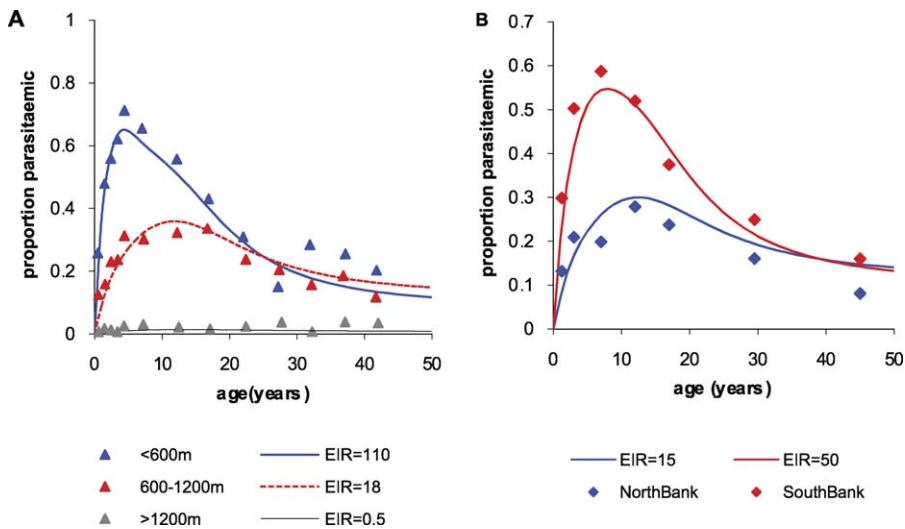 A
proportion parasitaemic
1
0.8
0.6
0.4
0.2
0
0 10 20 30 40 50
age(years)
<600m EIR=110
600-1200m EIR=18
>1200m EIR=0.5
B
proportion parasitaemic
0.7
0.6
0.5
0.4
0.3
0.2
0.1
0.0
0 10 20 30 40 50
age (years)
EIR=15 EIR=50
NorthBank SouthBank